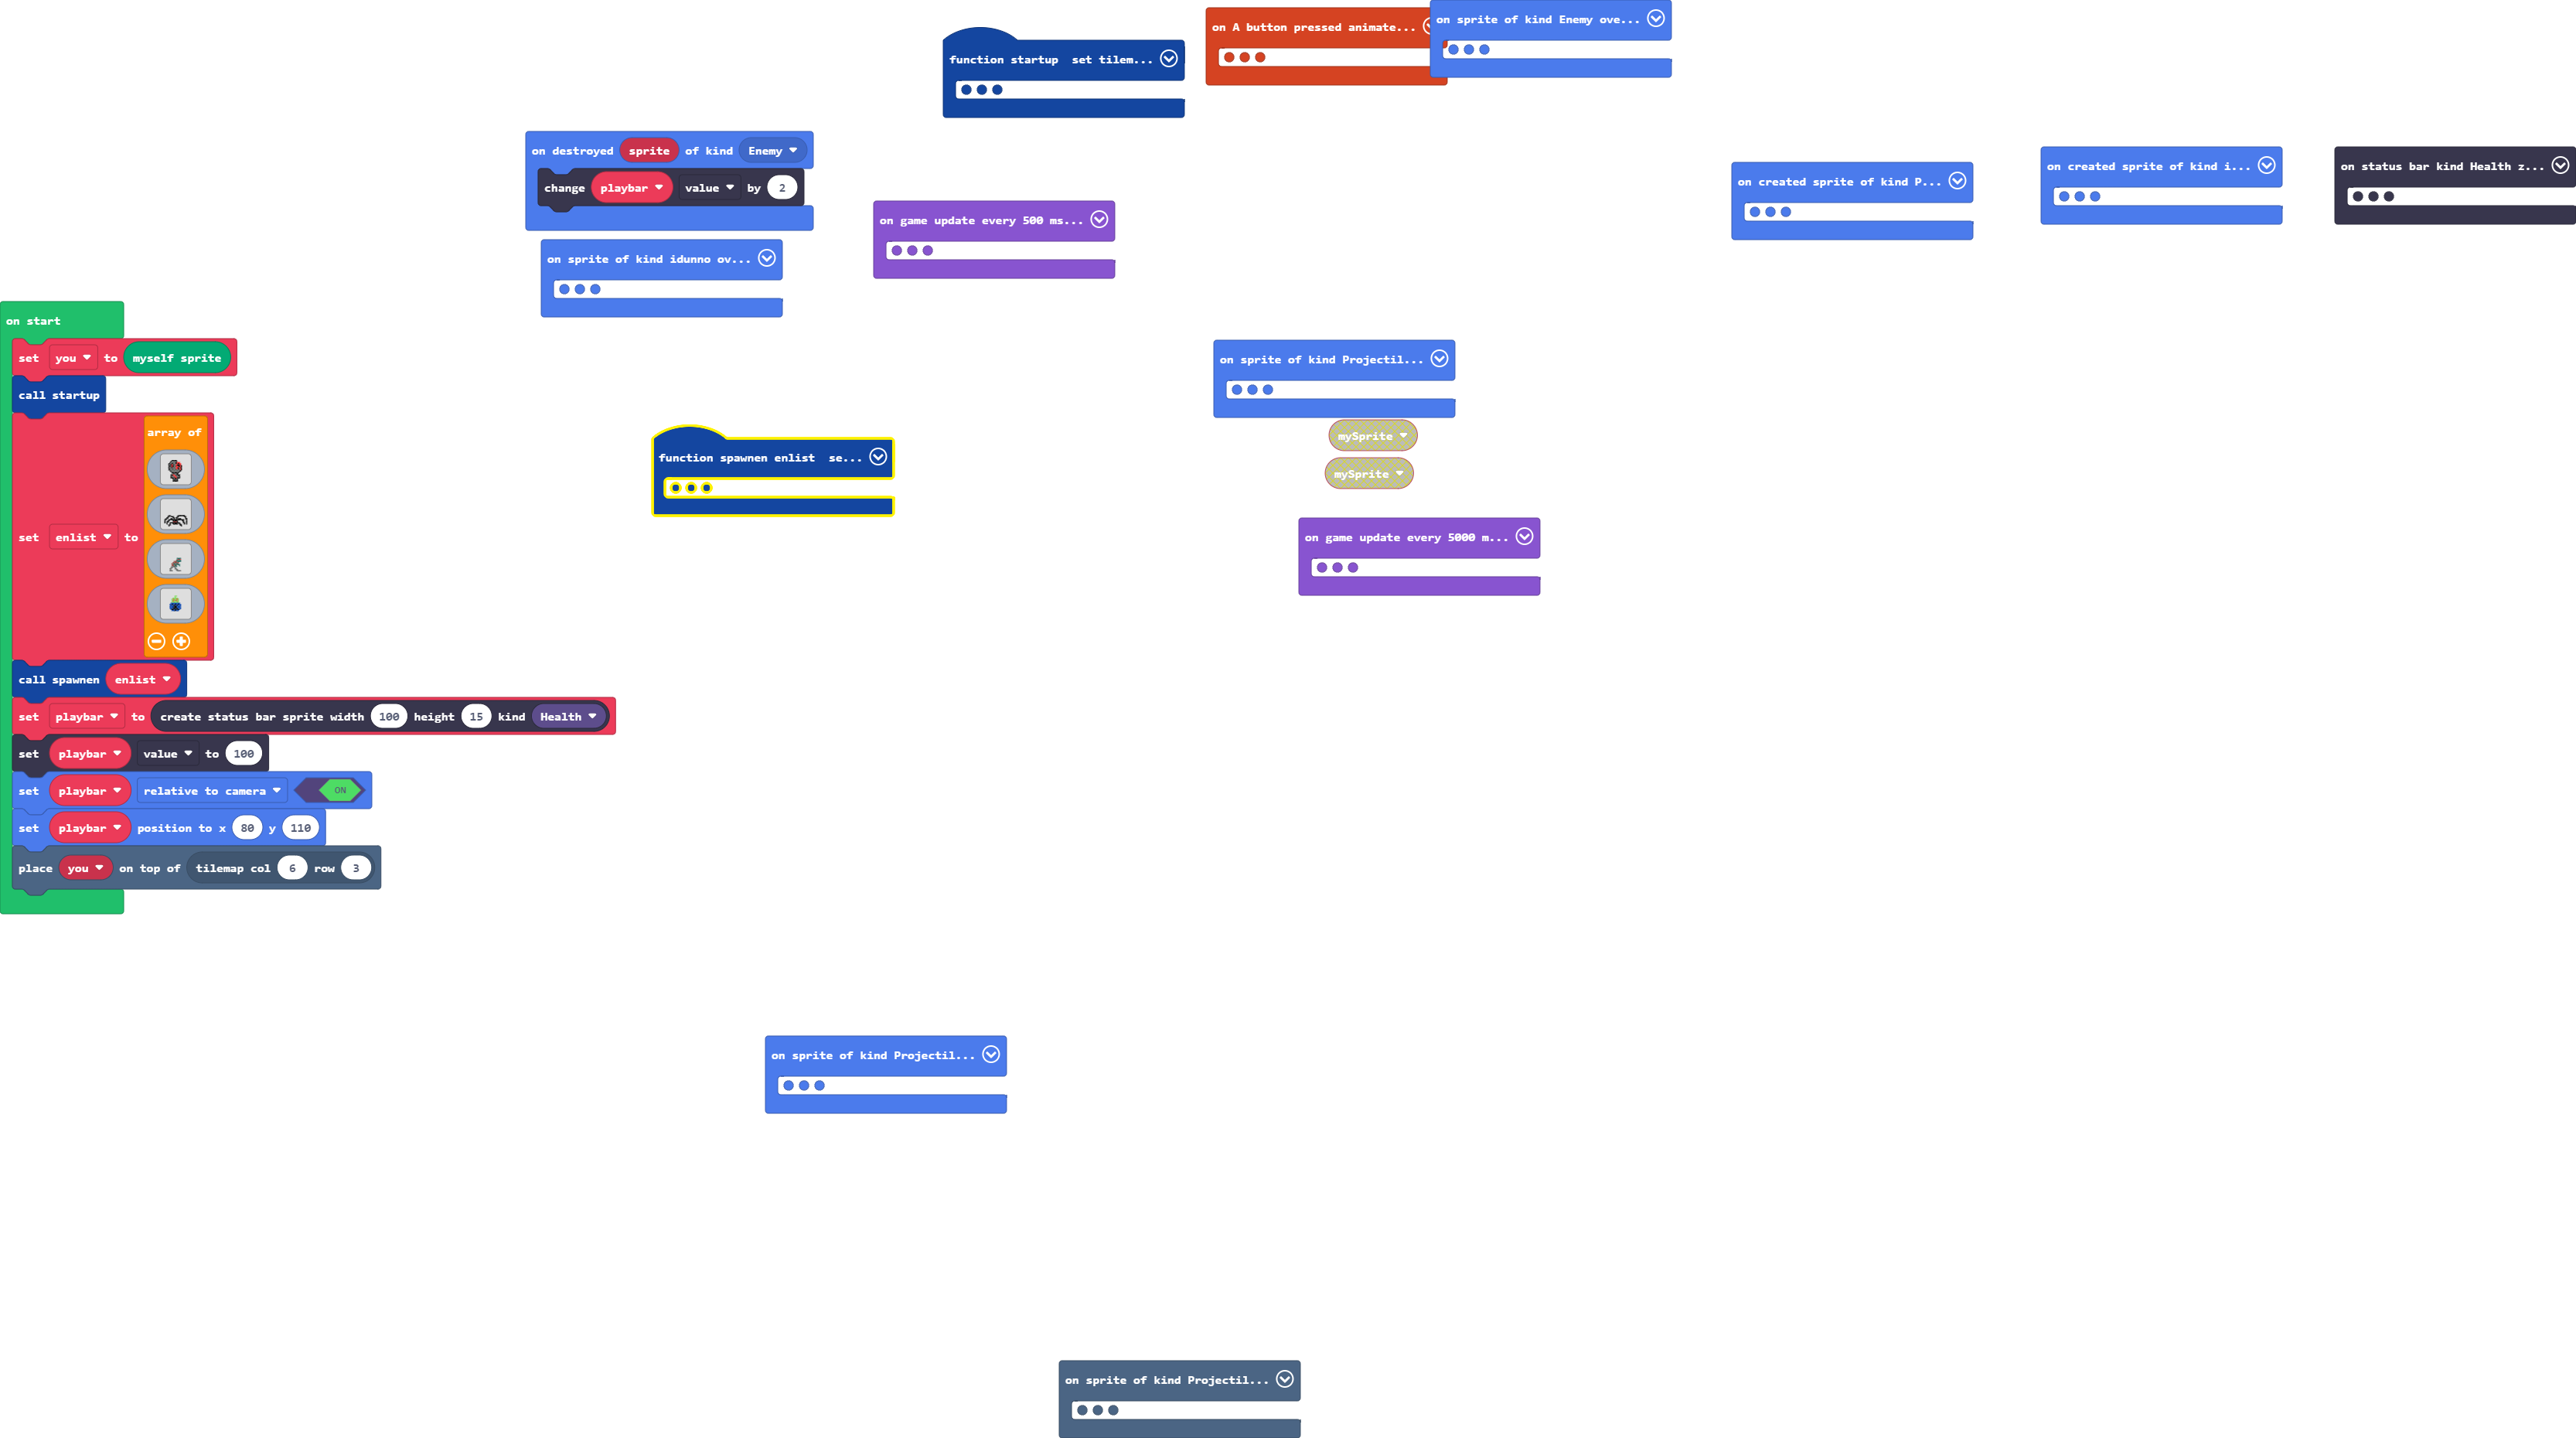 function startup set tilem...
on A button pressed animate...
on sprite of kind Enemy ove...
on destroyed sprite of kind Enemy
change playbar value by 2
on game update every 500 ms...
on created sprite of kind P...
on created sprite of kind i...
on status bar kind Health z...
on sprite of kind idunno ov...
on start
set you to myself sprite
call startup
set enlist to
array of
call spawnen enlist
set playbar to create status bar sprite width 100 height 15 kind Health
set playbar value to 100
set playbar relative to camera ON
set playbar position to x 80 y 110
place you on top of tilemap col 6 row 3
on sprite of kind Projectil...
mySprite
mySprite
function spawnen enlist se...
on game update every 5000 m...
on sprite of kind Projectil...
on sprite of kind Projectil...